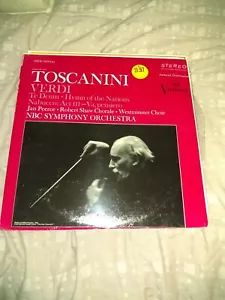 STEREO
TOSCANINI
VERDI
Te Deum • Hymn of the Nations
Nabucco: Act III—Va, pensiero
Jan Peerce • Robert Shaw Chorale • Westminster Choir
NBC SYMPHONY ORCHESTRA